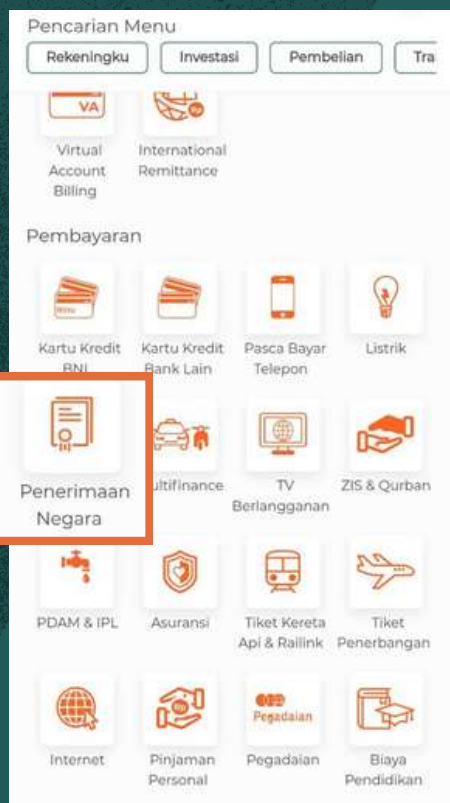 Pencarian Menu
Rekeningku Investasi Pembelian Tra
VA
Rp
Virtual International
Account Remittance
Billing
Pembayaran
Kartu Kredit Kartu Kredit Pasca Bayar Listrik
BNI Bank Lain Telepon
Penerimaan ultifinance TV ZIS & Qurban
Negara Berlangganan
PDAM & IPL Asuransi Tiket Kereta Tiket
Api & Railink Penerbangan
Rp
Pegadaian
Internet Pinjaman Pegadaian Biaya
Personal Pendidikan